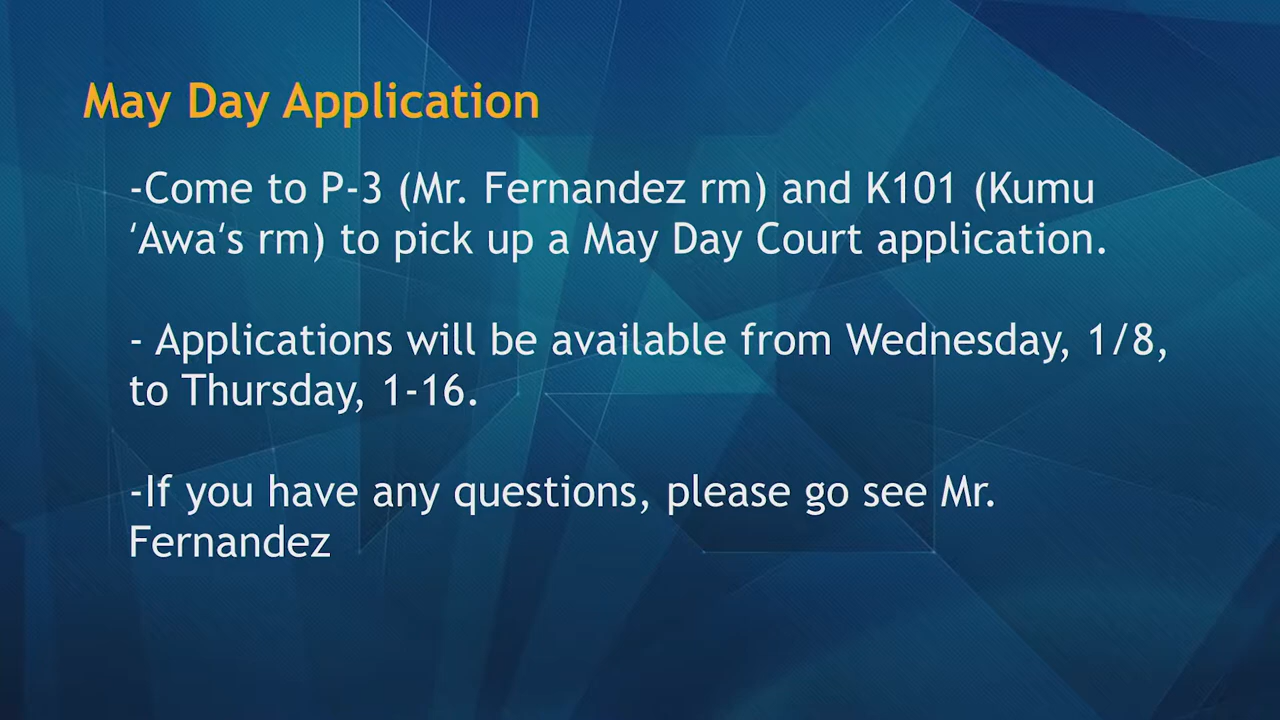 May Day Application
-Come to P-3 (Mr. Fernandez rm) and K101 (Kumu
'Awa's rm) to pick up a May Day Court application.
- Applications will be available from Wednesday, 1/8,
to Thursday, 1-16.
-If you have any questions, please go see Mr.
Fernandez